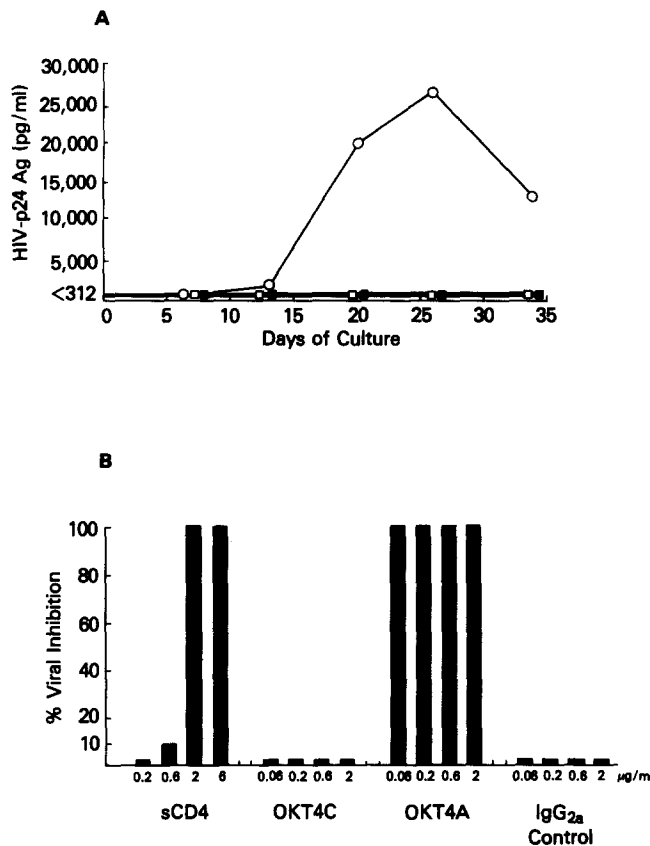 A
HIV-p24 Ag (pg/ml)
30,000
25,000
20,000
15,000
10,000
5,000
<312
0 5 10 15 20 25 30 35
Days of Culture
B
% Viral Inhibition
100
80
60
40
20
10
0.2 0.6 2 6 0.06 0.2 0.6 2 0.06 0.2 0.6 2 0.06 0.2 0.6 2 µg/m
sCD4 OKT4C OKT4A IgG2a
Control